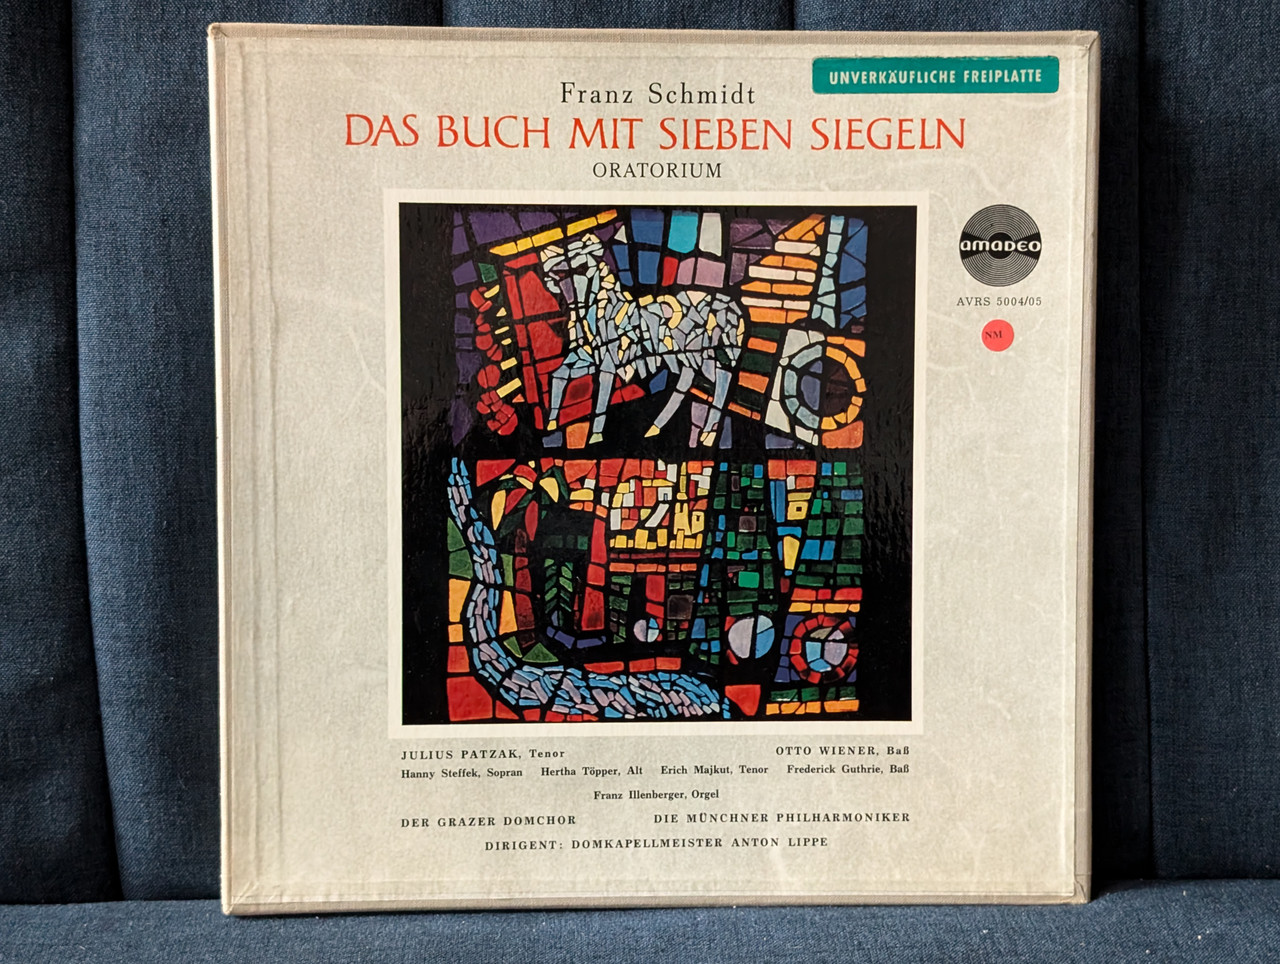 UNVERKÄUFLICHE FREIPLATTE
Franz Schmidt
DAS BUCH MIT SIEBEN SIEGELN
ORATORIUM
AMADEO
AVRS 5004/05
NM
JULIUS PATZAK, Tenor OTTO WIENER, Baß
Hanny Steffek, Sopran Hertha Töpper, Alt Erich Majkut, Tenor Frederick Guthrie, Baß
Franz Illenberger, Orgel
DER GRAZER DOMCHOR DIE MÜNCHNER PHILHARMONIKER
DIRIGENT: DOMKAPELLMEISTER ANTON LIPPE